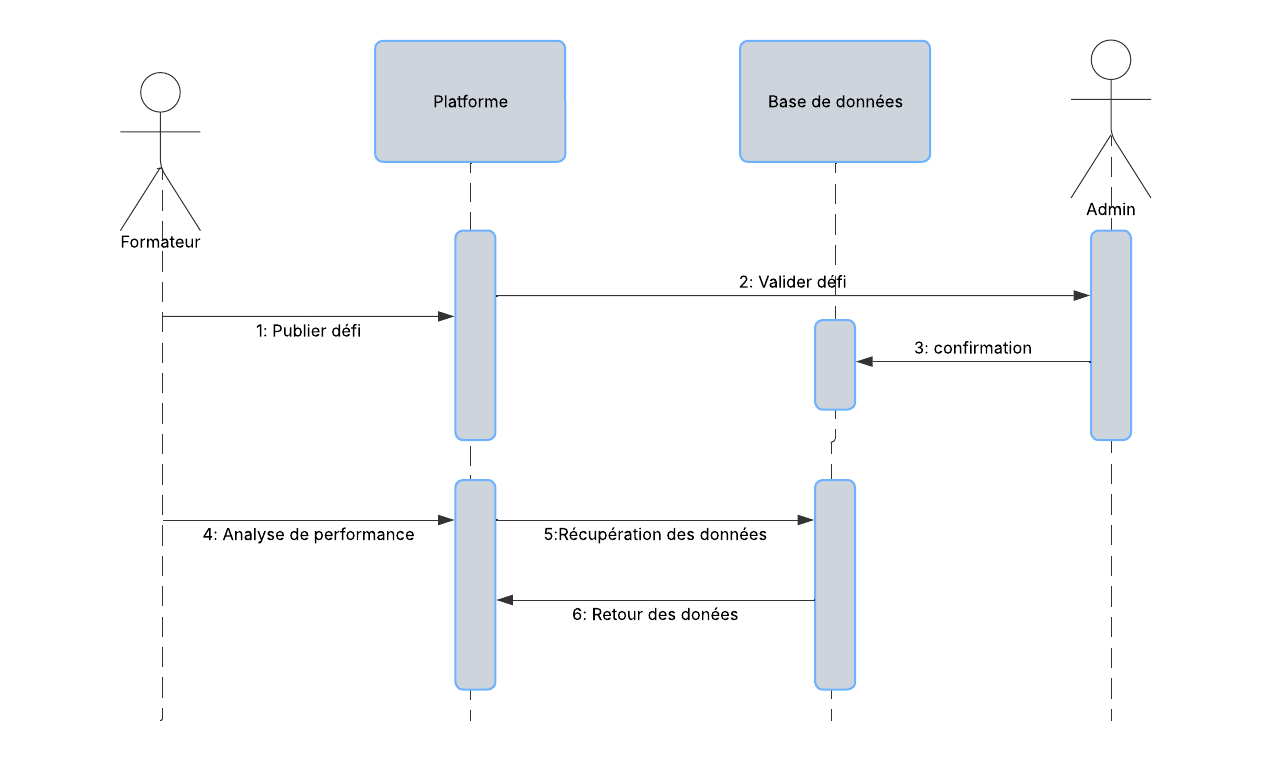 Platforme
Base de données
Admin
Formateur
2: Valider défi
1: Publier défi
3: confirmation
4: Analyse de performance
5:Récupération des données
6: Retour des donées